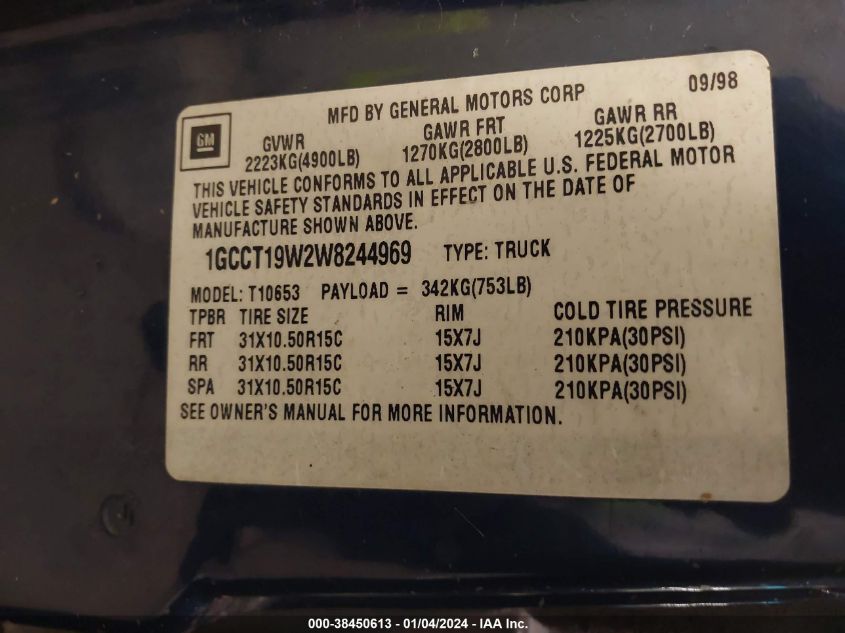 MFD BY GENERAL MOTORS CORP 09/98
GM
GVWR GAWR FRT GAWR RR
2223KG(4900LB) 1270KG(2800LB) 1225KG(2700LB)
THIS VEHICLE CONFORMS TO ALL APPLICABLE U.S. FEDERAL MOTOR
VEHICLE SAFETY STANDARDS IN EFFECT ON THE DATE OF
MANUFACTURE SHOWN ABOVE.
1GCCT19W2W8244969 TYPE: TRUCK
MODEL: T10653 PAYLOAD = 342KG(753LB)
TPBR TIRE SIZE RIM COLD TIRE PRESSURE
FRT 31X10.50R15C 15X7J 210KPA(30PSI)
RR 31X10.50R15C 15X7J 210KPA(30PSI)
SPA 31X10.50R15C 15X7J 210KPA(30PSI)
SEE OWNER'S MANUAL FOR MORE INFORMATION.
000-38450613 - 01/04/2024 - IAA Inc.